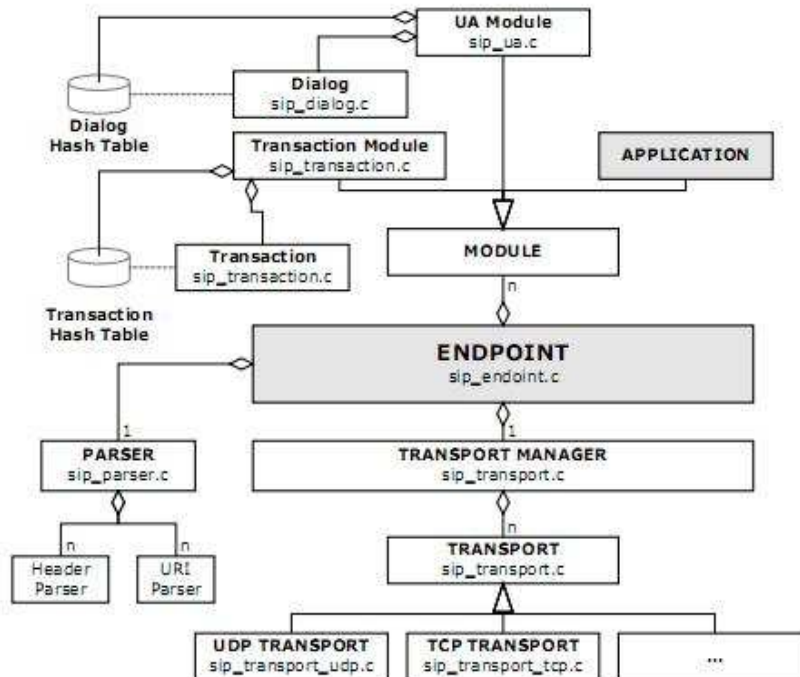 UA Module
sip_ua.c
Dialog
sip_dialog.c
Dialog
Hash Table
Transaction Module
sip_transaction.c
APPLICATION
MODULE
Transaction
sip_transaction.c
n
Transaction
Hash Table
ENDPOINT
sip_endoint.c
1
1
PARSER
sip_parser.c
TRANSPORT MANAGER
sip_transport.c
n
n
n
Header
Parser
URI
Parser
TRANSPORT
sip_transport.c
UDP TRANSPORT
sip_transport_udp.c
TCP TRANSPORT
sip_transport_tcp.c
...